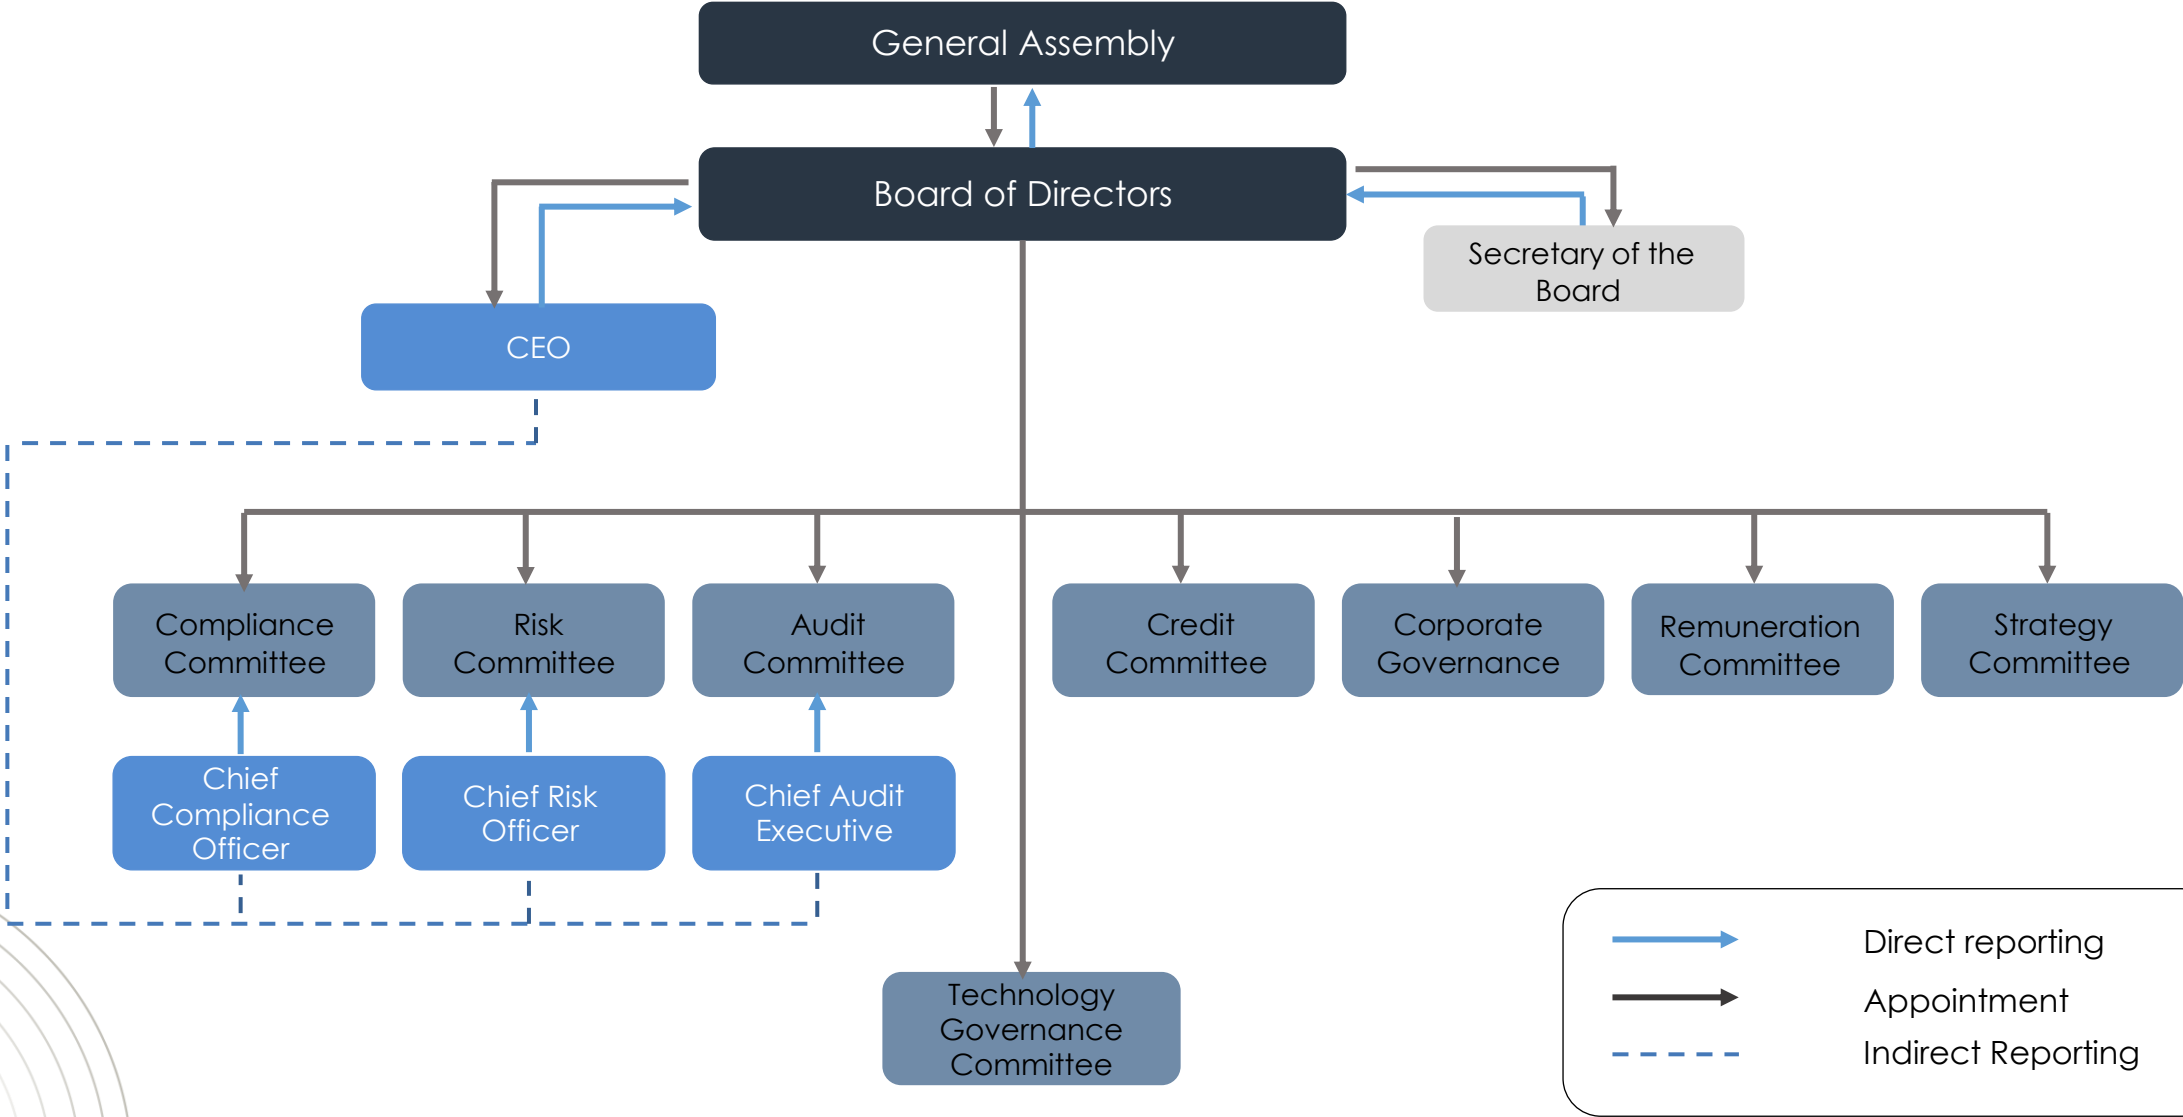 General Assembly
Board of Directors
Secretary of the
Board
CEO
Compliance
Committee
Risk
Committee
Audit
Committee
Credit
Committee
Corporate
Governance
Remuneration
Committee
Strategy
Committee
Chief
Compliance
Officer
Chief Risk
Officer
Chief Audit
Executive
Technology
Governance
Committee
Direct reporting
Appointment
Indirect Reporting